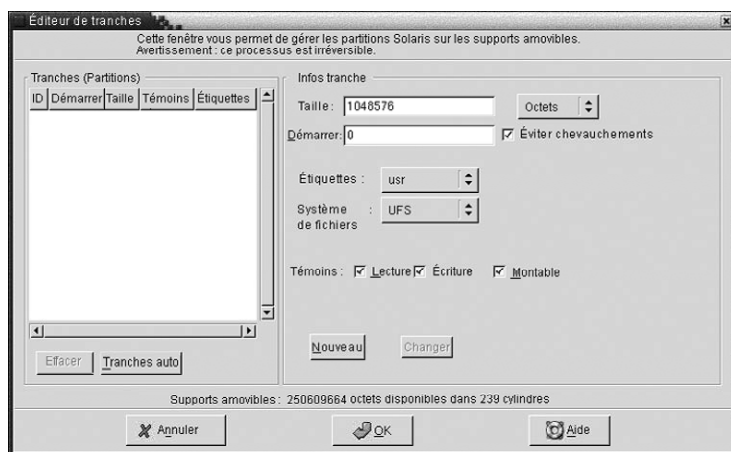 Éditeur de tranches
Cette fenêtre vous permet de gérer les partitions Solaris sur les supports amovibles.
Avertissement : ce processus est irréversible.
Tranches (Partitions)
ID Démarrer Taille Témoins Étiquettes
Effacer Tranches auto
Infos tranche
Taille : 1048576 Octets
Démarrer: 0 Éviter chevauchements
Étiquettes : usr
Système : UFS
de fichiers
Témoins : Lecture Écriture Montable
Nouveau Changer
Supports amovibles : 250609664 octets disponibles dans 239 cylindres
Annuler OK Aide